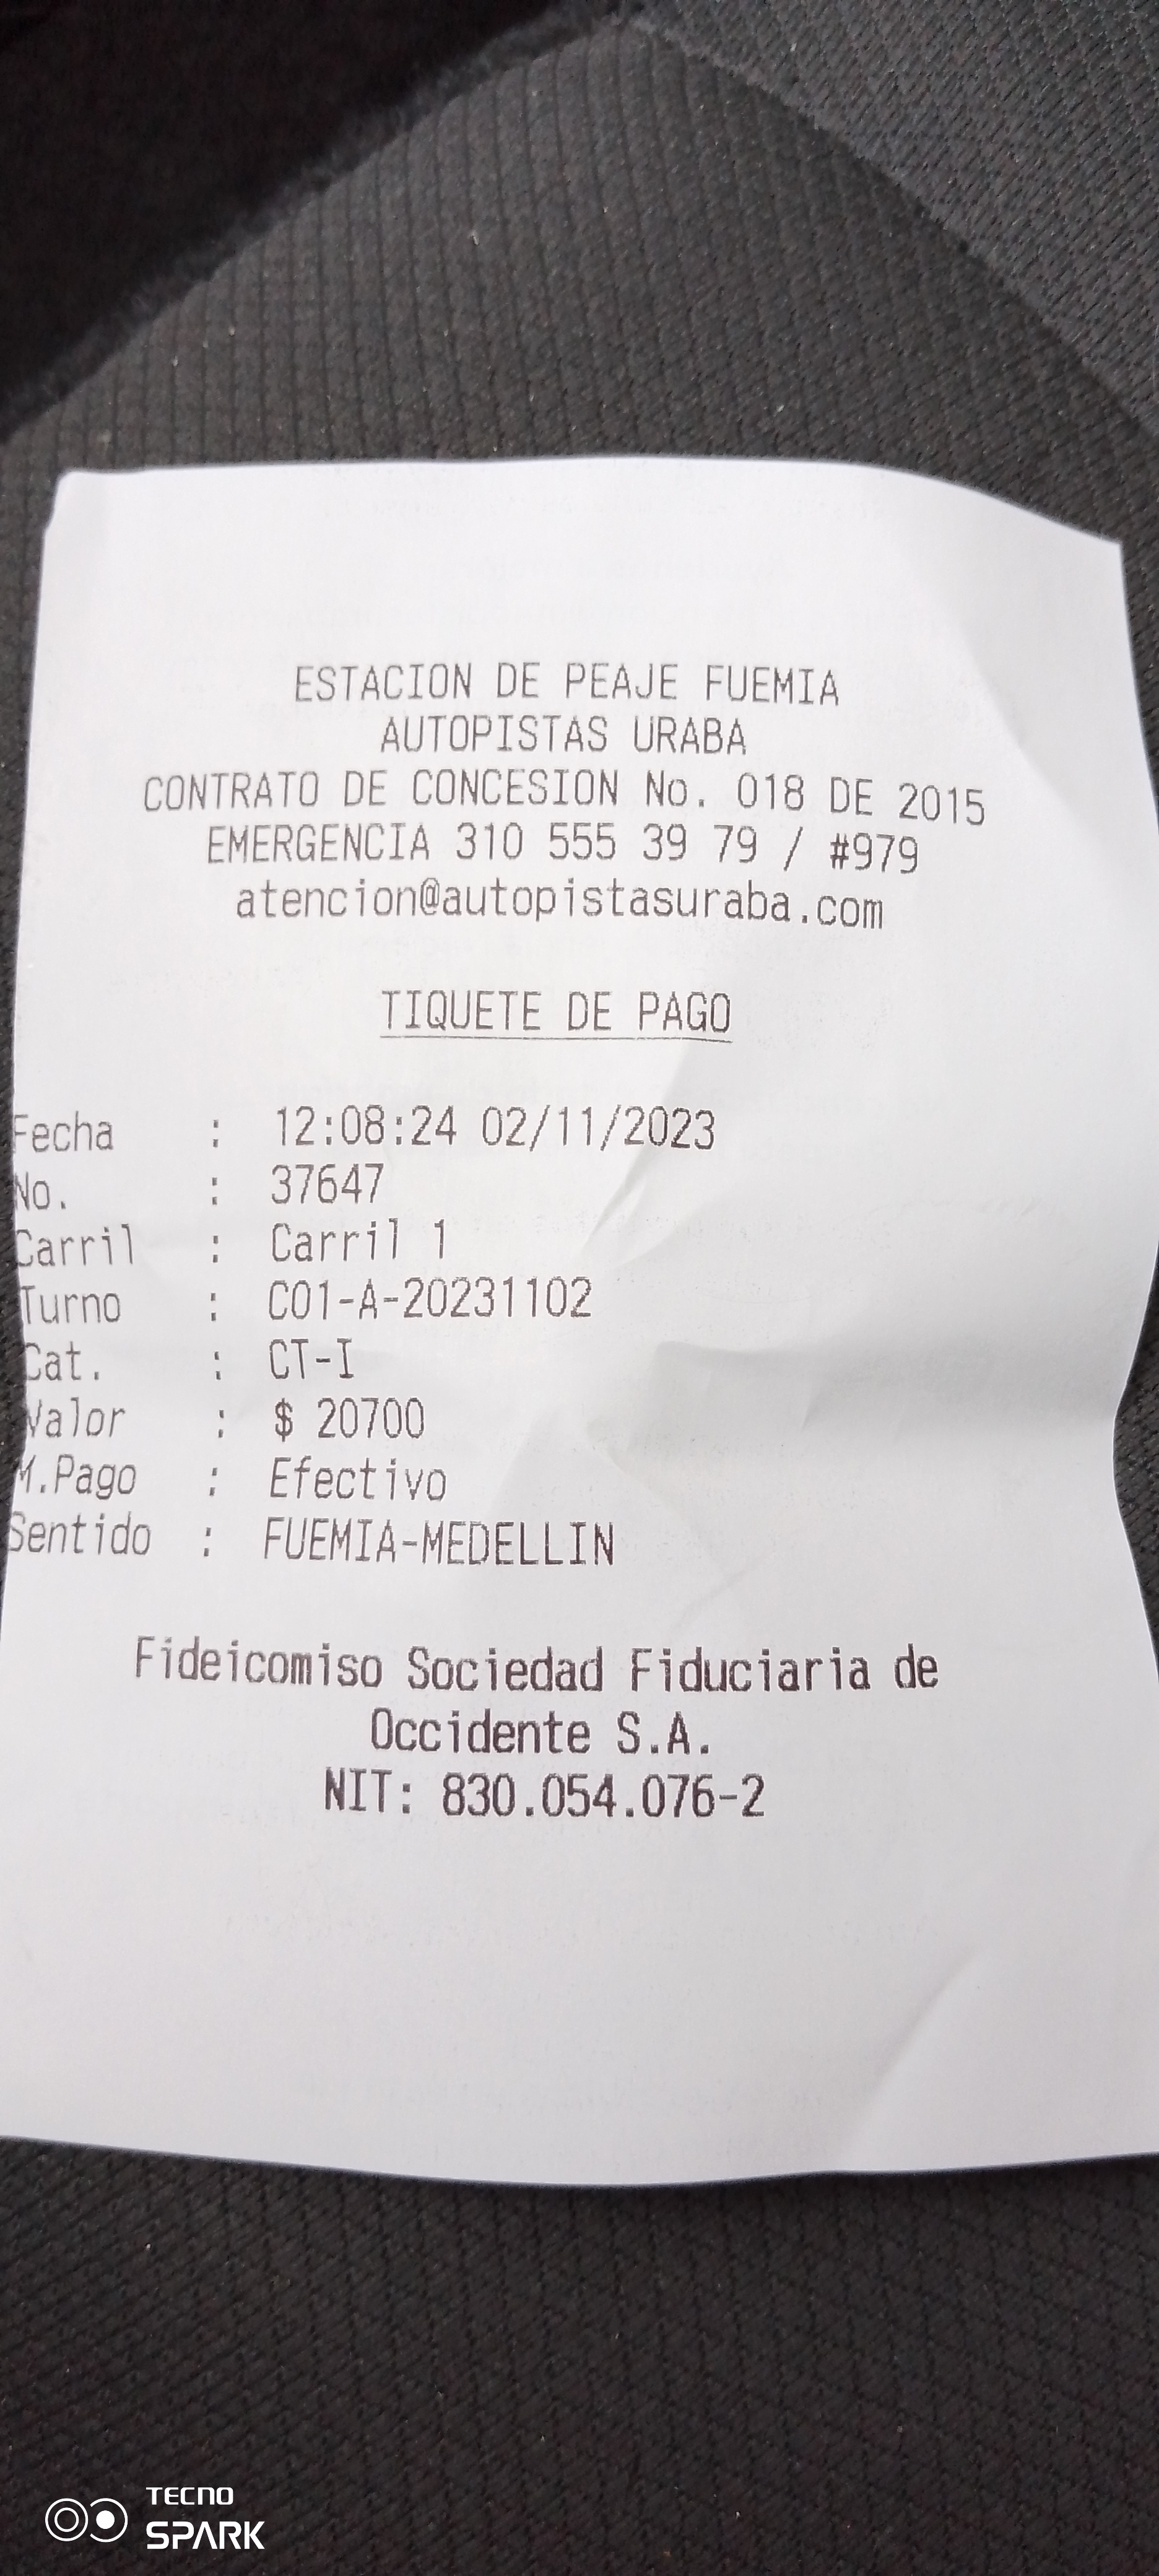 ESTACION DE PEAJE FUEMIA
AUTOPISTAS URABA
CONTRATO DE CONCESION No. 018 DE 2015
EMERGENCIA 310 555 39 79 / #979
atencion@autopistasuraba.com
TIQUETE DE PAGO
Fecha : 12:08:24 02/11/2023
No. : 37647
Carril : Carril 1
Turno : C01-A-20231102
Cat. : CT-I
Valor : $ 20700
M.Pago : Efectivo
Sentido : FUEMIA-MEDELLIN
Fideicomiso Sociedad Fiduciaria de
Occidente S.A.
NIT: 830.054.076-2
TECNO
SPARK